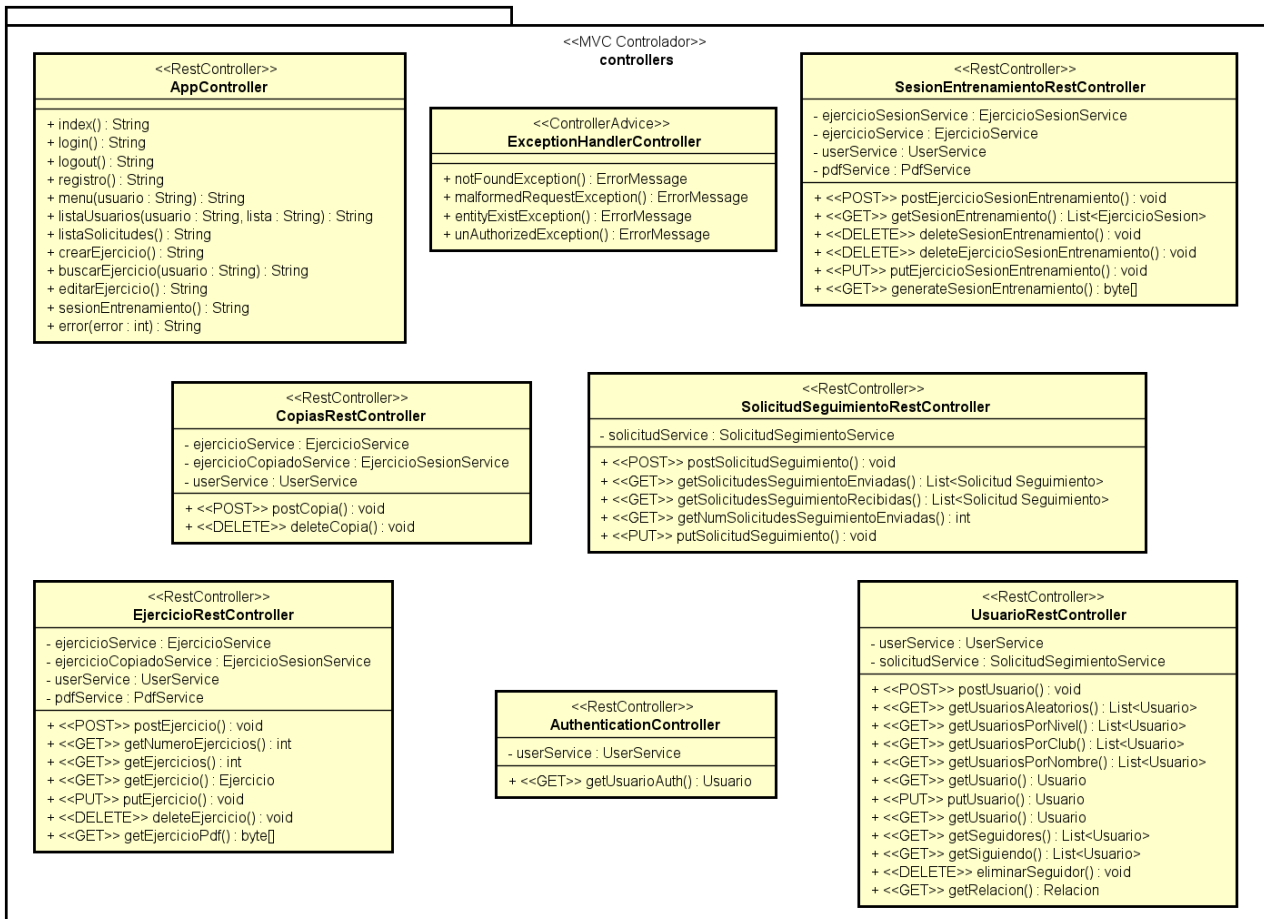 <<MVC Controlador>>
controllers
<<RestController>>
AppController
+ index() : String
+ login() : String
+ logout() : String
+ registro() : String
+ menu(usuario : String) : String
+ listaUsuarios(usuario : String, lista : String) : String
+ listaSolicitudes() : String
+ crearEjercicio() : String
+ buscarEjercicio(usuario : String) : String
+ editarEjercicio() : String
+ sesionEntrenamiento() : String
+ error(error : int) : String
<<ControllerAdvice>>
ExceptionHandlerController
+ notFoundException() : ErrorMessage
+ malformedRequestException() : ErrorMessage
+ entityExistException() : ErrorMessage
+ unAuthorizedException() : ErrorMessage
<<RestController>>
SesionEntrenamientoRestController
- ejercicioSesionService : EjercicioSesionService
- ejercicioService : EjercicioService
- userService : UserService
- pdfService : PdfService
+ <<POST>> postEjercicioSesionEntrenamiento() : void
+ <<GET>> getSesionEntrenamiento() : List<EjercicioSesion>
+ <<DELETE>> deleteSesionEntrenamiento() : void
+ <<DELETE>> deleteEjercicioSesionEntrenamiento() : void
+ <<PUT>> putEjercicioSesionEntrenamiento() : void
+ <<GET>> generateSesionEntrenamiento() : byte[]
<<RestController>>
CopiasRestController
- ejercicioService : EjercicioService
- ejercicioCopiadoService : EjercicioSesionService
- userService : UserService
+ <<POST>> postCopia() : void
+ <<DELETE>> deleteCopia() : void
<<RestController>>
SolicitudSeguimientoRestController
- solicitudService : SolicitudSegimientoService
+ <<POST>> postSolicitudSeguimiento() : void
+ <<GET>> getSolicitudesSeguimientoEnviadas() : List<Solicitud Seguimiento>
+ <<GET>> getSolicitudesSeguimientoRecibidas() : List<Solicitud Seguimiento>
+ <<GET>> getNumSolicitudesSeguimientoEnviadas() : int
+ <<PUT>> putSolicitudSeguimiento() : void
<<RestController>>
EjercicioRestController
- ejercicioService : EjercicioService
- ejercicioCopiadoService : EjercicioSesionService
- userService : UserService
- pdfService : PdfService
+ <<POST>> postEjercicio() : void
+ <<GET>> getNumeroEjercicios() : int
+ <<GET>> getEjercicios() : int
+ <<GET>> getEjercicio() : Ejercicio
+ <<PUT>> putEjercicio() : void
+ <<DELETE>> deleteEjercicio() : void
+ <<GET>> getEjercicioPdf() : byte[]
<<RestController>>
AuthenticationController
- userService : UserService
+ <<GET>> getUsuarioAuth() : Usuario
<<RestController>>
UsuarioRestController
- userService : UserService
- solicitudService : SolicitudSegimientoService
+ <<POST>> postUsuario() : void
+ <<GET>> getUsuariosAleatorios() : List<Usuario>
+ <<GET>> getUsuariosPorNivel() : List<Usuario>
+ <<GET>> getUsuariosPorClub() : List<Usuario>
+ <<GET>> getUsuariosPorNombre() : List<Usuario>
+ <<GET>> getUsuario() : Usuario
+ <<PUT>> putUsuario() : Usuario
+ <<GET>> getUsuario() : Usuario
+ <<GET>> getSeguidores() : List<Usuario>
+ <<GET>> getSiguiendo() : List<Usuario>
+ <<DELETE>> eliminarSeguidor() : void
+ <<GET>> getRelacion() : Relacion